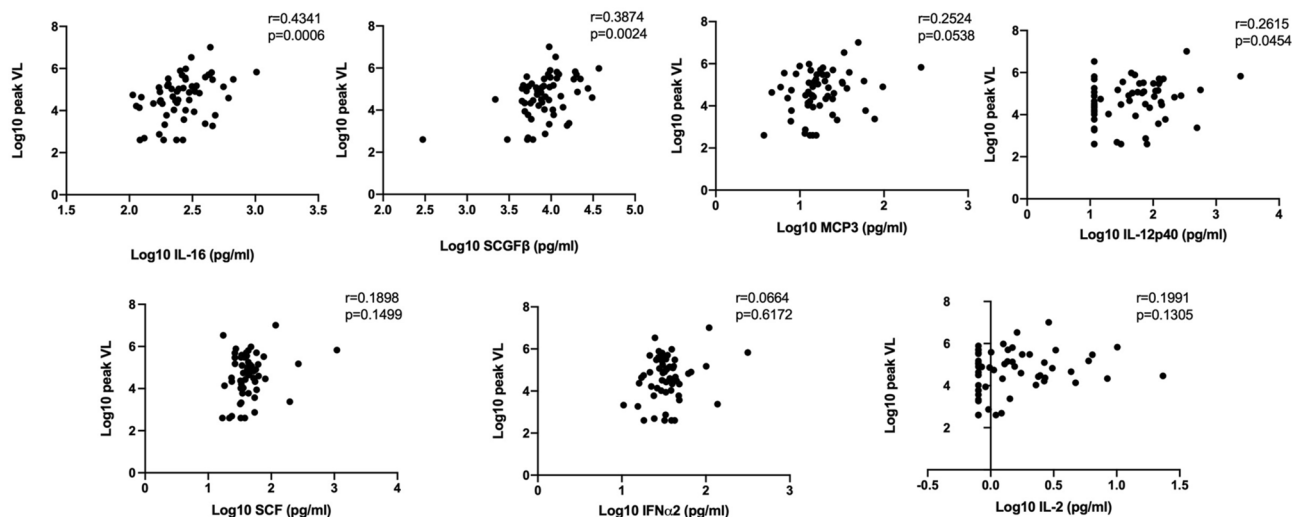 r=0.4341
p=0.0006
Log10 peak VL
8
6
4
2
0
1.5 2.0 2.5 3.0 3.5
Log10 IL-16 (pg/ml)
r=0.3874
p=0.0024
Log10 peak VL
8
6
4
2
0
2.0 2.5 3.0 3.5 4.0 4.5 5.0
Log10 SCGFβ (pg/ml)
r=0.2524
p=0.0538
Log10 peak VL
8
6
4
2
0
0 1 2 3
Log10 MCP3 (pg/ml)
r=0.2615
p=0.0454
Log10 peak VL
8
6
4
2
0
0 1 2 3 4
Log10 IL-12p40 (pg/ml)
r=0.1898
p=0.1499
Log10 peak VL
8
6
4
2
0
0 1 2 3 4
Log10 SCF (pg/ml)
r=0.0664
p=0.6172
Log10 peak VL
8
6
4
2
0
0 1 2 3
Log10 IFNα2 (pg/ml)
r=0.1991
p=0.1305
Log10 peak VL
8
6
4
2
-0.5 0.0 0.5 1.0 1.5
Log10 IL-2 (pg/ml)